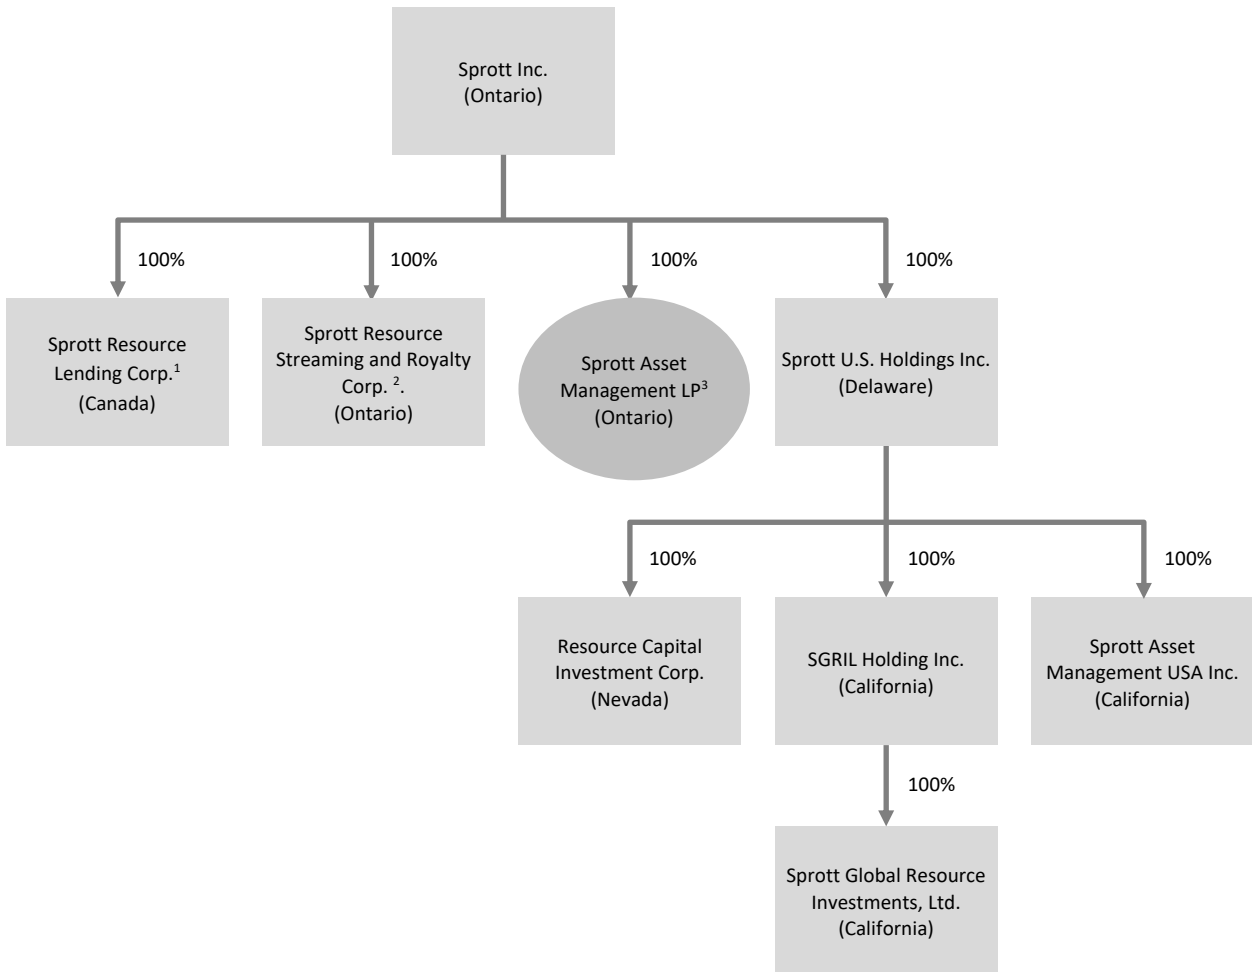 Sprott Inc.
(Ontario)
100%
100%
100%
100%
Sprott Resource
Lending Corp.¹
(Canada)
Sprott Resource
Streaming and Royalty
Corp. ².
(Ontario)
Sprott Asset
Management LP³
(Ontario)
Sprott U.S. Holdings Inc.
(Delaware)
100%
100%
100%
Resource Capital
Investment Corp.
(Nevada)
SGRIL Holding Inc.
(California)
Sprott Asset
Management USA Inc.
(California)
100%
Sprott Global Resource
Investments, Ltd.
(California)